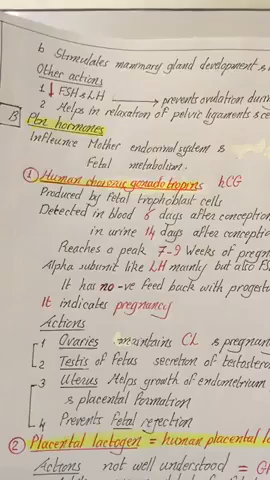 b Stimulates mammary gland development &
Other actions
1 ↓ FSH & LH → prevents ovulation
2 Helps in relaxation of pelvic ligaments &
B Pln hormones
Influence Mother endocrinal system &
Fetal metabolism.
① Human chorionic gonadotropins hCG
Produced by Fetal trophoblast cells
Detected in blood 8 days after conception
in urine 14 days after conception
Reaches a peak 7-9 weeks of
Alpha subunit like LH mainly but also
It has no -ve feed back with
It indicates pregnancy
Actions
1 Ovaries maintains CL &
2 Testis of Fetus secretion of
3 Uterus Helps growth of endometrium
& placental formation
4 Prevents fetal rejection
② Placental lactogen = human placental
Actions not well understood =